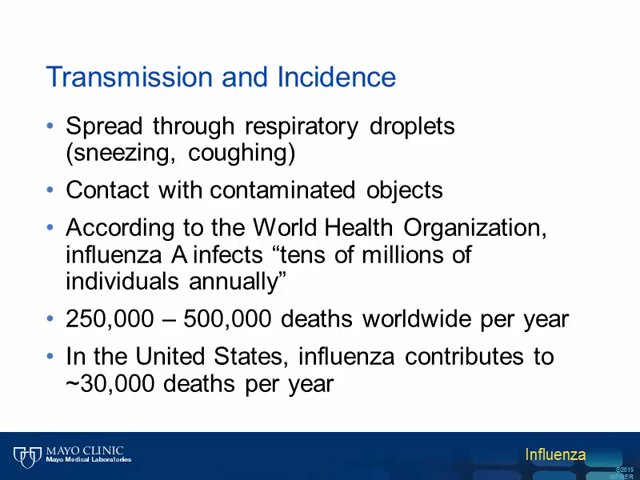 Transmission and Incidence
• Spread through respiratory droplets
(sneezing, coughing)
• Contact with contaminated objects
• According to the World Health Organization,
influenza A infects “tens of millions of
individuals annually”
• 250,000 – 500,000 deaths worldwide per year
• In the United States, influenza contributes to
~30,000 deaths per year
MAYO CLINIC
Mayo Medical Laboratories
Influenza
©2015